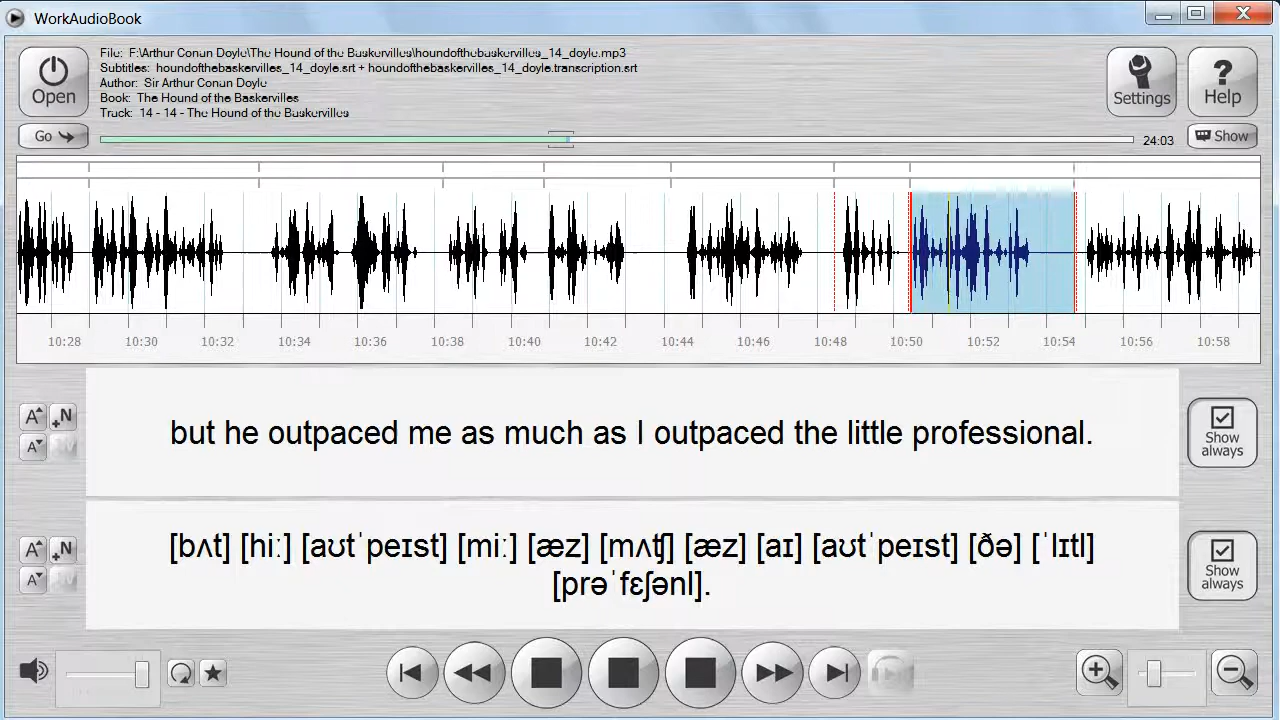 WorkAudioBook
Open
File: F:\Arthur Conan Doyle\The Hound of the Baskervilles\houndofthebaskervilles_14_doyle.mp3
Subtitles: houndofthebaskervilles_14_doyle.srt + houndofthebaskervilles_14_doyle.transcription.srt
Author: Sir Arthur Conan Doyle
Book: The Hound of the Baskervilles
Track: 14 - 14 - The Hound of the Baskervilles
Settings
? Help
Go
24:03
Show
10:28 10:30 10:32 10:34 10:36 10:38 10:40 10:42 10:44 10:46 10:48 10:50 10:52 10:54 10:56 10:58
A +N
A
but he outpaced me as much as I outpaced the little professional.
Show
always
A +N
A
[bʌt] [hiː] [aʊtˈpeɪst] [miː] [æz] [mʌʧ] [æz] [aɪ] [aʊtˈpeɪst] [ðə] [ˈlɪtl]
[prəˈfɛʃənl].
Show
always